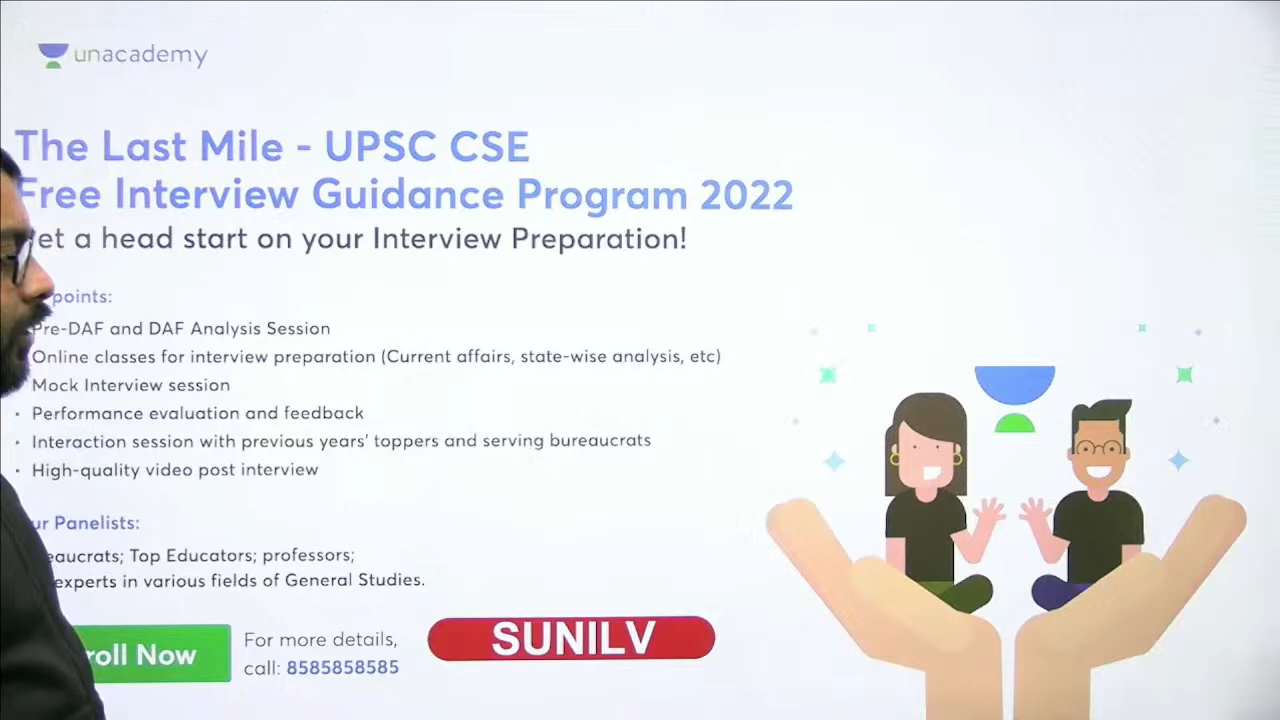 unacademy
The Last Mile - UPSC CSE
Free Interview Guidance Program 2022
et a head start on your Interview Preparation!
points:
Pre-DAF and DAF Analysis Session
Online classes for interview preparation (Current affairs, state-wise analysis, etc)
Mock Interview session
• Performance evaluation and feedback
• Interaction session with previous years' toppers and serving bureaucrats
• High-quality video post interview
ur Panelists:
eaucrats; Top Educators; professors;
experts in various fields of General Studies.
roll Now
For more details,
call: 8585858585
SUNILV